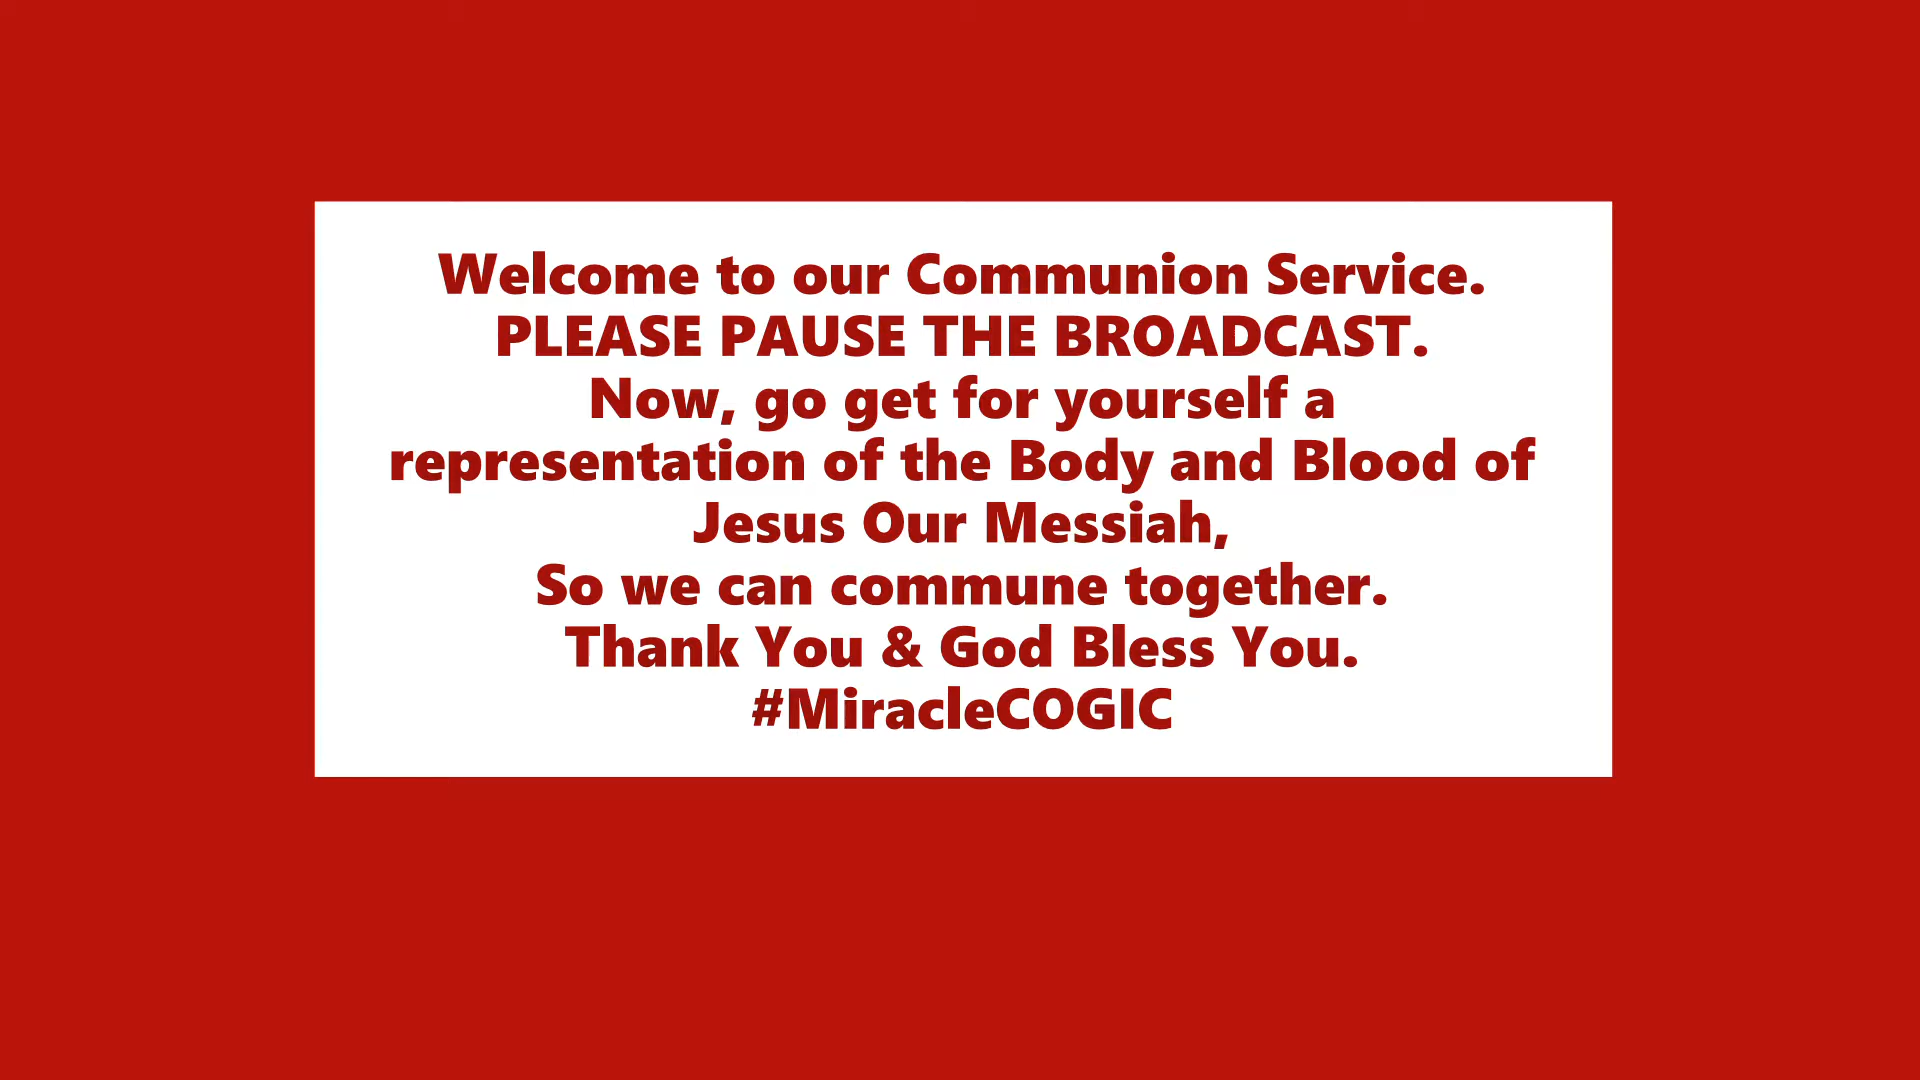 Welcome to our Communion Service.
PLEASE PAUSE THE BROADCAST.
Now, go get for yourself a
representation of the Body and Blood of
Jesus Our Messiah,
So we can commune together.
Thank You & God Bless You.
#MiracleCOGIC